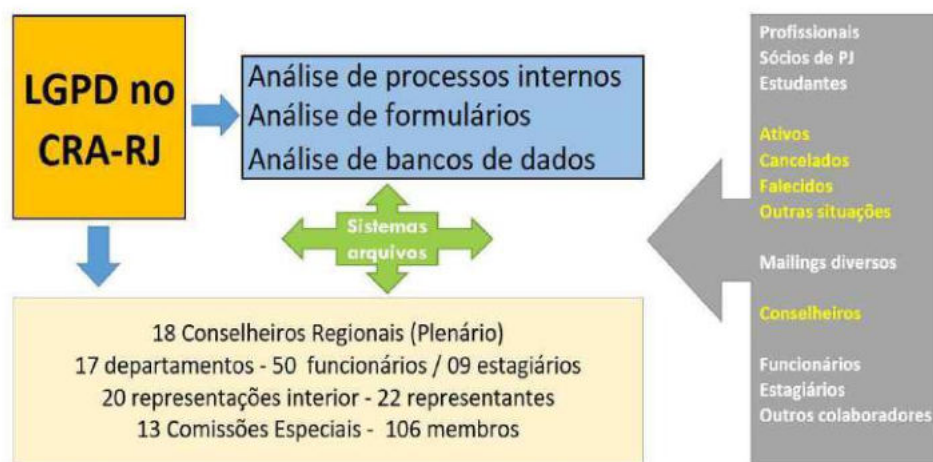 LGPD no
CRA-RJ
Análise de processos internos
Análise de formulários
Análise de bancos de dados
Sistemas
arquivos
18 Conselheiros Regionais (Plenário)
17 departamentos - 50 funcionários / 09 estagiários
20 representações interior - 22 representantes
13 Comissões Especiais - 106 membros
Profissionais
Sócios de PJ
Estudantes
Ativos
Cancelados
Falecidos
Outras situações
Mailings diversos
Conselheiros
Funcionários
Estagiários
Outros colaboradores